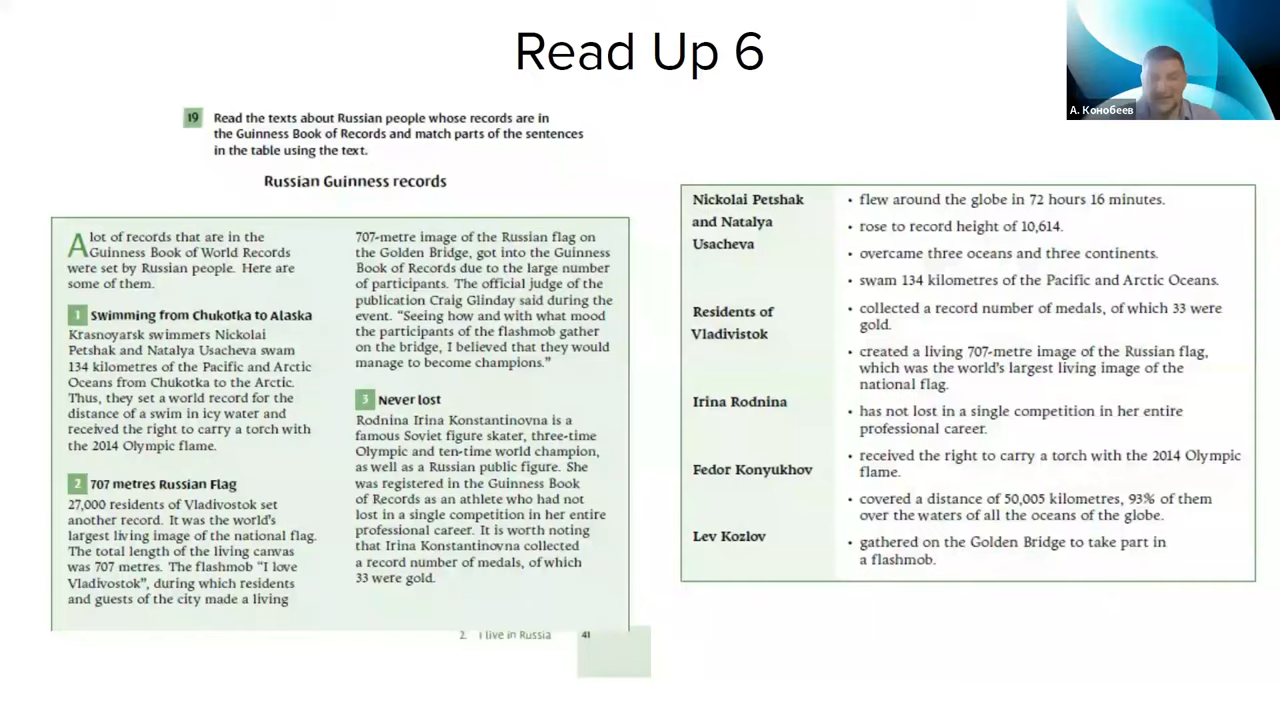 Read Up 6
А. Конобеев
19 Read the texts about Russian people whose records are in
the Guinness Book of Records and match parts of the sentences
in the table using the text.
Russian Guinness records
A lot of records that are in the
Guinness Book of World Records
were set by Russian people. Here are
some of them.
1 Swimming from Chukotka to Alaska
Krasnoyarsk swimmers Nickolai
Petshak and Natalya Usacheva swam
134 kilometres of the Pacific and Arctic
Oceans from Chukotka to the Arctic.
Thus, they set a world record for the
distance of a swim in icy water and
received the right to carry a torch with
the 2014 Olympic flame.
2 707 metres Russian Flag
27,000 residents of Vladivostok set
another record. It was the world's
largest living image of the national flag.
The total length of the living canvas
was 707 metres. The flashmob “I love
Vladivostok”, during which residents
and guests of the city made a living
707-metre image of the Russian flag on
the Golden Bridge, got into the Guinness
Book of Records due to the large number
of participants. The official judge of the
publication Craig Glinday said during the
event. “Seeing how and with what mood
the participants of the flashmob gather
on the bridge, I believed that they would
manage to become champions.”
3 Never lost
Rodnina Irina Konstantinovna is a
famous Soviet figure skater, three-time
Olympic and ten-time world champion,
as well as a Russian public figure. She
was registered in the Guinness Book
of Records as an athlete who had not
lost in a single competition in her entire
professional career. It is worth noting
that Irina Konstantinovna collected
a record number of medals, of which
33 were gold.
2 I live in Russia 41
Nickolai Petshak
and Natalya
Usacheva
Residents of
Vladivistok
Irina Rodnina
Fedor Konyukhov
Lev Kozlov
• flew around the globe in 72 hours 16 minutes.
• rose to record height of 10,614.
• overcame three oceans and three continents.
• swam 134 kilometres of the Pacific and Arctic Oceans.
• collected a record number of medals, of which 33 were
gold.
• created a living 707-metre image of the Russian flag,
which was the world's largest living image of the
national flag.
• has not lost in a single competition in her entire
professional career.
• received the right to carry a torch with the 2014 Olympic
flame.
• covered a distance of 50,005 kilometres, 93% of them
over the waters of all the oceans of the globe.
• gathered on the Golden Bridge to take part in
a flashmob.